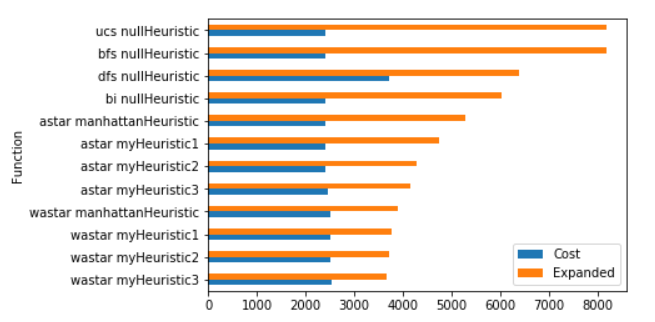 ucs nullHeuristic
bfs nullHeuristic
dfs nullHeuristic
bi nullHeuristic
astar manhattanHeuristic
astar myHeuristic1
astar myHeuristic2
astar myHeuristic3
wastar manhattanHeuristic
wastar myHeuristic1
wastar myHeuristic2
wastar myHeuristic3
Function
Cost
Expanded
0 1000 2000 3000 4000 5000 6000 7000 8000